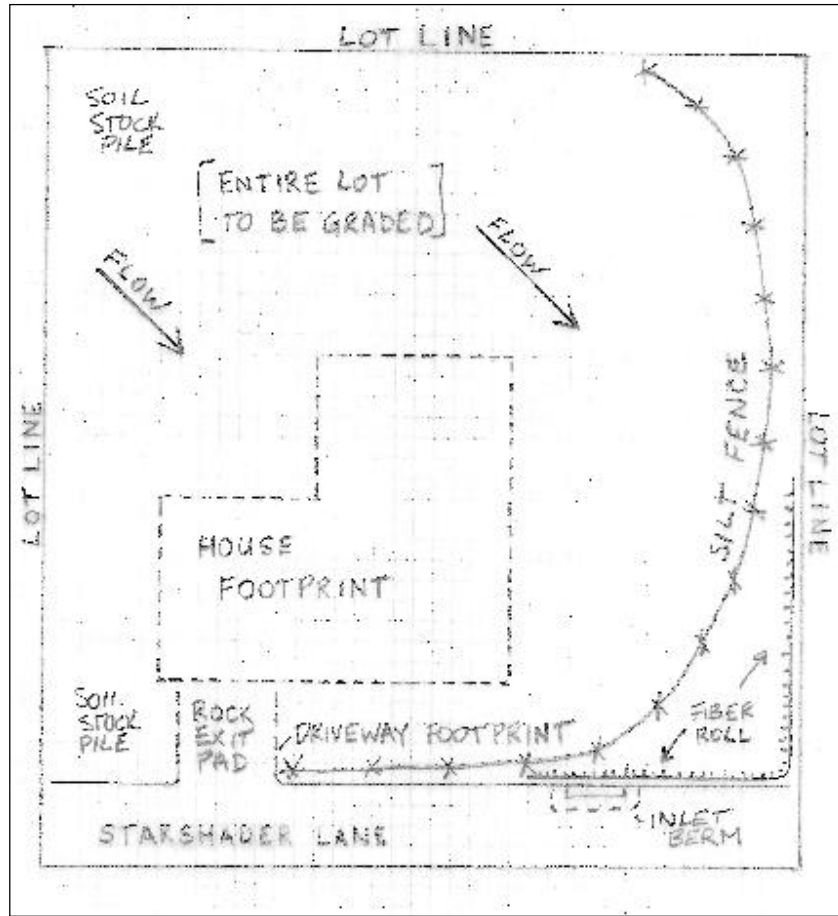 LOT LINE
SOIL
STOCK
PILE
ENTIRE LOT
TO BE GRADED
FLOW
FLOW
LOT LINE
SILT FENCE
LOT LINE
HOUSE
FOOTPRINT
SOIL
STOCK
PILE
ROCK
EXIT
PAD
DRIVEWAY FOOTPRINT
FIBER
ROLL
STARSHADER LANE
INLET
BERM